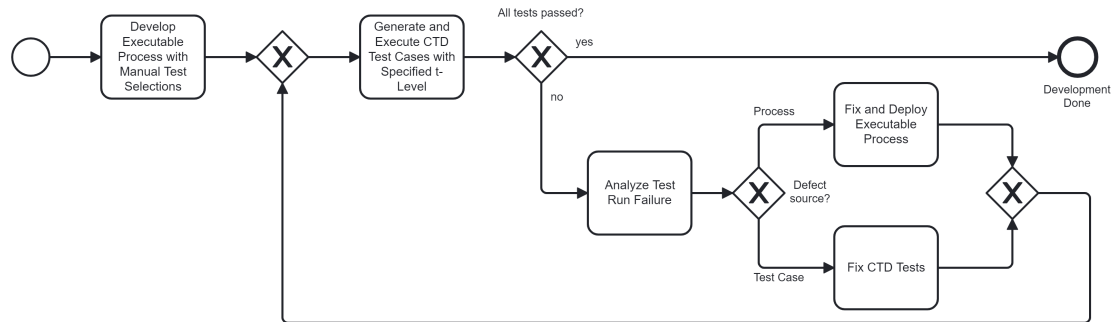 All tests passed?
Develop
Executable
Process with
Manual Test
Selections
Generate and
Execute CTD
Test Cases with
Specified t-
Level
yes
no
Development
Done
Process
Fix and Deploy
Executable
Process
Analyze Test
Run Failure
Defect
source?
Test Case
Fix CTD Tests